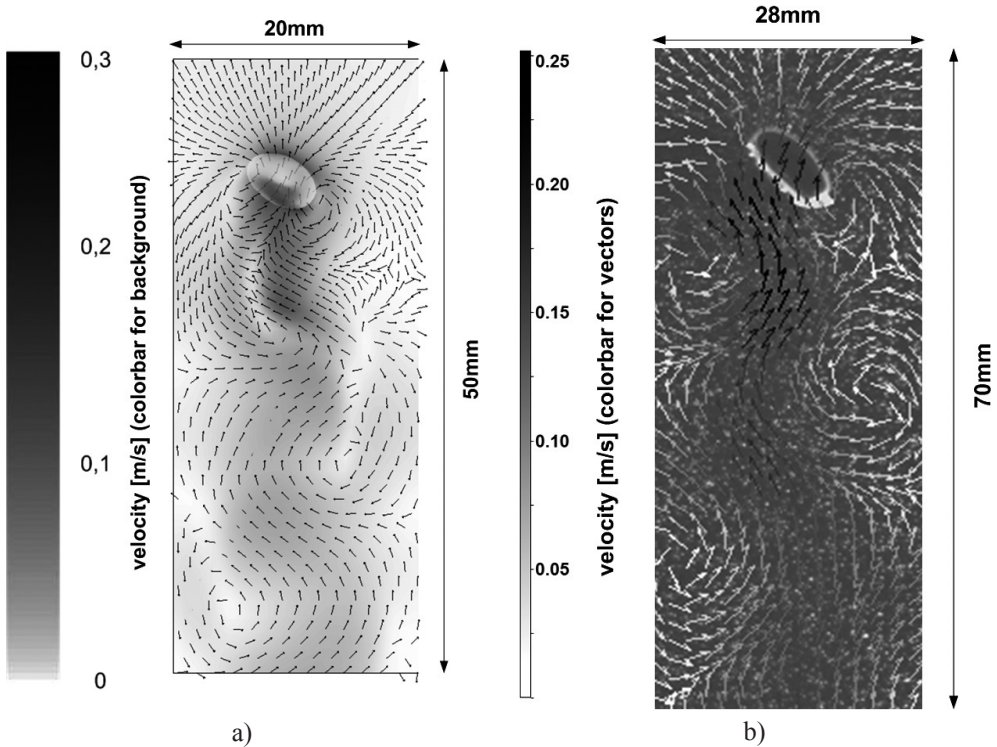 20mm
0,3
0,2
0,1
0
velocity [m/s] (colorbar for background)
50mm
a)
28mm
0.25
0.20
0.15
0.10
0.05
velocity [m/s] (colorbar for vectors)
70mm
b)